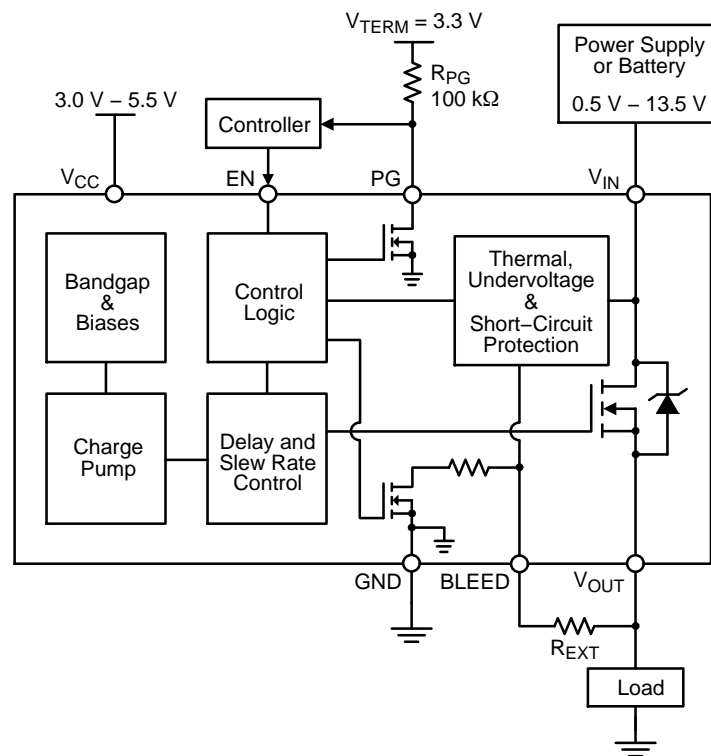 V_TERM = 3.3 V
Power Supply
or Battery
0.5 V – 13.5 V
R_PG
100 kΩ
3.0 V – 5.5 V
Controller
V_CC
EN
PG
V_IN
Bandgap
&
Biases
Control
Logic
Thermal,
Undervoltage
&
Short–Circuit
Protection
Charge
Pump
Delay and
Slew Rate
Control
GND
BLEED
V_OUT
R_EXT
Load